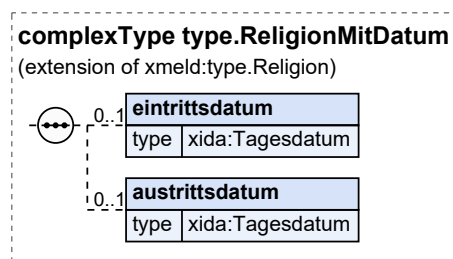 complexType type.ReligionMitDatum
(extension of xmeld:type.Religion)
0..1 eintrittsdatum
type xida:Tagesdatum
0..1 austrittsdatum
type xida:Tagesdatum